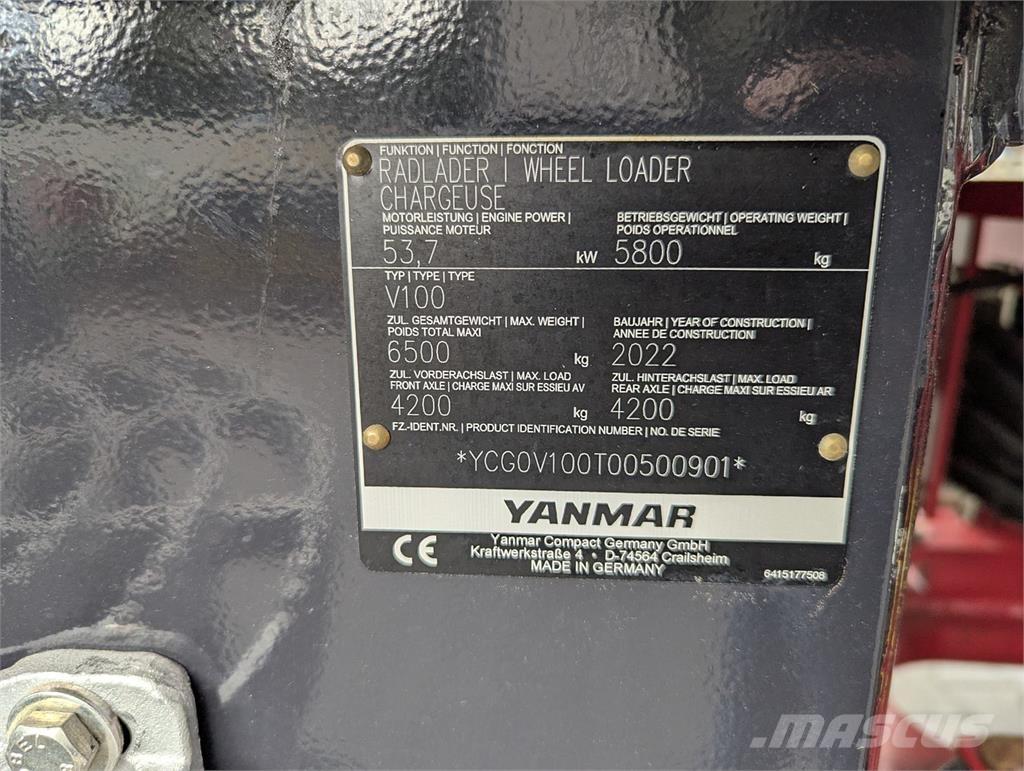 FUNKTION | FUNCTION | FONCTION
RADLADER | WHEEL LOADER
CHARGEUSE
MOTORLEISTUNG | ENGINE POWER |
PUISSANCE MOTEUR
53,7 kW
BETRIEBSGEWICHT | OPERATING WEIGHT |
POIDS OPERATIONNEL
5800 kg
TYP | TYPE | TYPE
V100
ZUL. GESAMTGEWICHT | MAX. WEIGHT |
POIDS TOTAL MAXI
6500 kg
BAUJAHR | YEAR OF CONSTRUCTION |
ANNEE DE CONSTRUCTION
2022
ZUL. VORDERACHSLAST | MAX. LOAD
FRONT AXLE | CHARGE MAXI SUR ESSIEU AV
4200 kg
ZUL. HINTERACHSLAST | MAX. LOAD
REAR AXLE | CHARGE MAXI SUR ESSIEU AR
4200 kg
FZ.-IDENT.NR. | PRODUCT IDENTIFICATION NUMBER | NO. DE SERIE
*YCG0V100T00500901*
YANMAR
CE
Yanmar Compact Germany GmbH
Kraftwerkstraße 4 • D-74564 Crailsheim
MADE IN GERMANY
6415177508
MASCUS